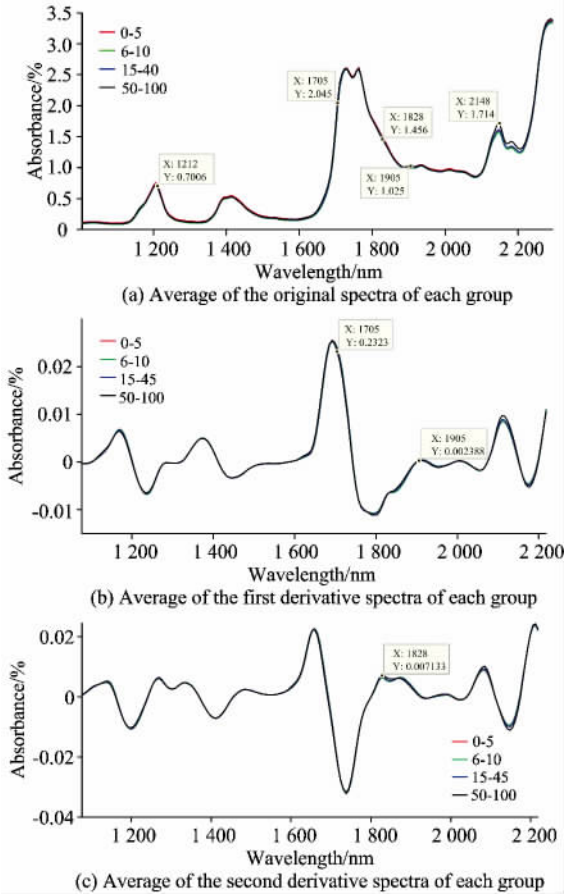 3.5
3.0
2.5
2.0
1.5
1.0
0.5
0
Absorbance/%
0-5
6-10
15-40
50-100
X: 1705
Y: 2.045
X: 1828
Y: 1.456
X: 2148
Y: 1.714
X: 1212
Y: 0.7006
X: 1905
Y: 1.025
1 200 1 400 1 600 1 800 2 000 2 200
Wavelength/nm
(a) Average of the original spectra of each group
0.02
0.01
0
-0.01
Absorbance/%
0-5
6-10
15-45
50-100
X: 1705
Y: 0.2323
X: 1905
Y: 0.002388
1 200 1 400 1 600 1 800 2 000 2 200
Wavelength/nm
(b) Average of the first derivative spectra of each group
0.02
0
-0.02
-0.04
Absorbance/%
X: 1828
Y: 0.007133
0-5
6-10
15-45
50-100
1 200 1 400 1 600 1 800 2 000 2 200
Wavelength/nm
(c) Average of the second derivative spectra of each group